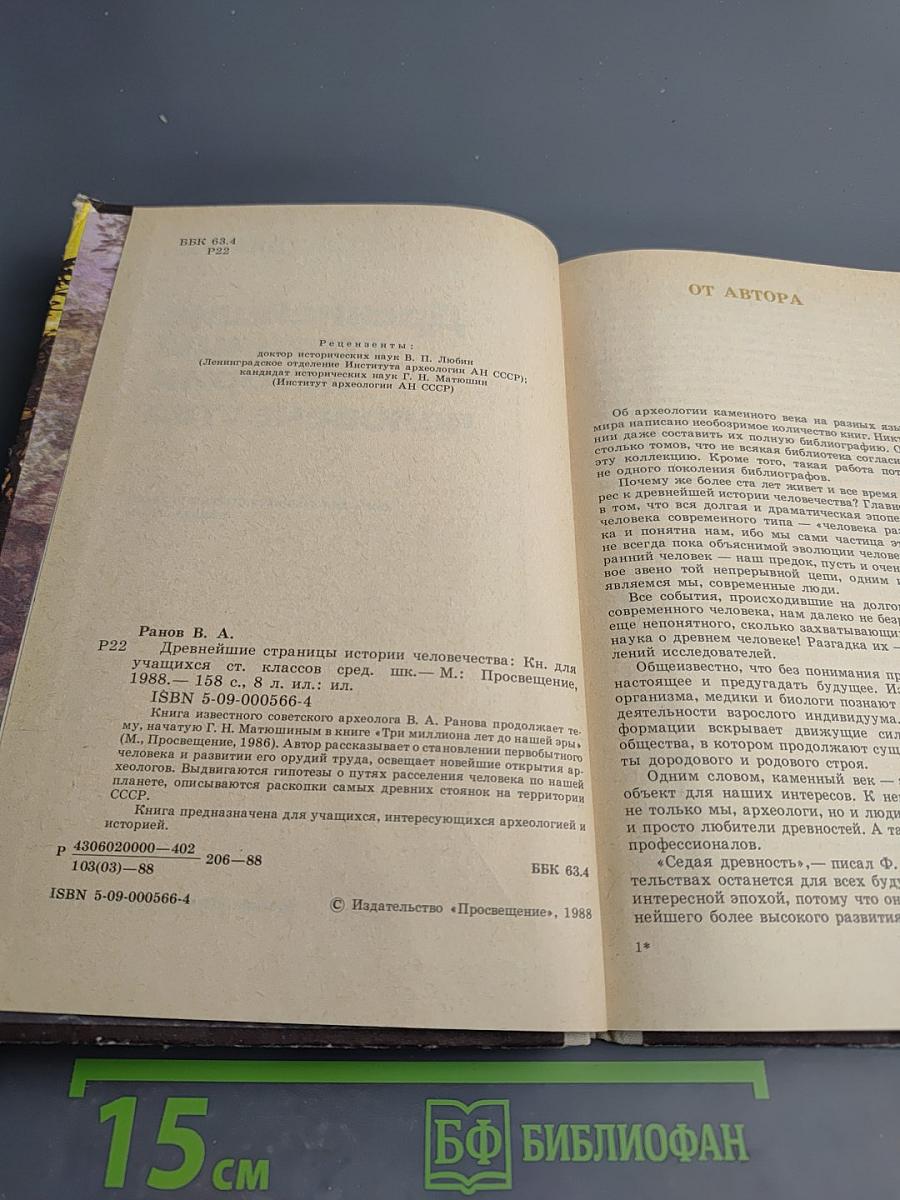 ББК 63.4
Р22
Рецензенты:
доктор исторических наук В. П. Любин
(Ленинградское отделение Института археологии АН СССР);
кандидат исторических наук Г. Н. Матюшин
(Институт археологии АН СССР)
Ранов В. А.
Р22 Древнейшие страницы истории человечества: Кн. для
учащихся ст. классов сред. шк.— М.: Просвещение,
1988.— 158 с., 8 л. ил.: ил.
ISBN 5-09-000566-4
Книга известного советского археолога В. А. Ранова продолжает те-
му, начатую Г. Н. Матюшиным в книге «Три миллиона лет до нашей эры»
(М., Просвещение, 1986). Автор рассказывает о становлении первобытного
человека и развитии его орудий труда, освещает новейшие открытия ар-
хеологов. Выдвигаются гипотезы о путях расселения человека по нашей
планете, описываются раскопки самых древних стоянок на территории
СССР.
Книга предназначена для учащихся, интересующихся археологией и
историей.
Р 4306020000—402 206—88
103(03)—88
ББК 63.4
ISBN 5-09-000566-4
© Издательство «Просвещение», 1988
ОТ АВТОРА
Об археологии каменного века на разных язы
мира написано необозримое количество книг. Никт
нии даже составить их полную библиографию. О
столько томов, что не всякая библиотека согласи
эту коллекцию. Кроме того, такая работа пот
не одного поколения библиографов.
Почему же более ста лет живет и все время
рес к древнейшей истории человечества? Главн
в том, что вся долгая и драматическая эпопе
человека современного типа — «человека раз
ка и понятна нам, ибо мы сами частица э
не всегда пока объяснимой эволюции челове
ранний человек — наш предок, пусть и очен
вое звено той непрерывной цепи, одним и
являемся мы, современные люди.
Все события, происходившие на долго
современного человека, нам далеко не безр
еще непонятного, сколько захватывающи
наука о древнем человеке! Разгадка их —
лений исследователей.
Общеизвестно, что без понимания пр
настоящее и предугадать будущее. Из
организма, медики и биологи познают
деятельности взрослого индивидуума.
формации вскрывает движущие сил
общества, в котором продолжают сущ
ты дородового и родового строя.
Одним словом, каменный век —
объект для наших интересов. К не
не только мы, археологи, но и люди
и просто любители древностей. А та
профессионалов.
«Седая древность»,— писал Ф.
тельствах останется для всех буду
интересной эпохой, потому что он
нейшего более высокого развития
1*
15 см
БФ БИБЛИОФАН